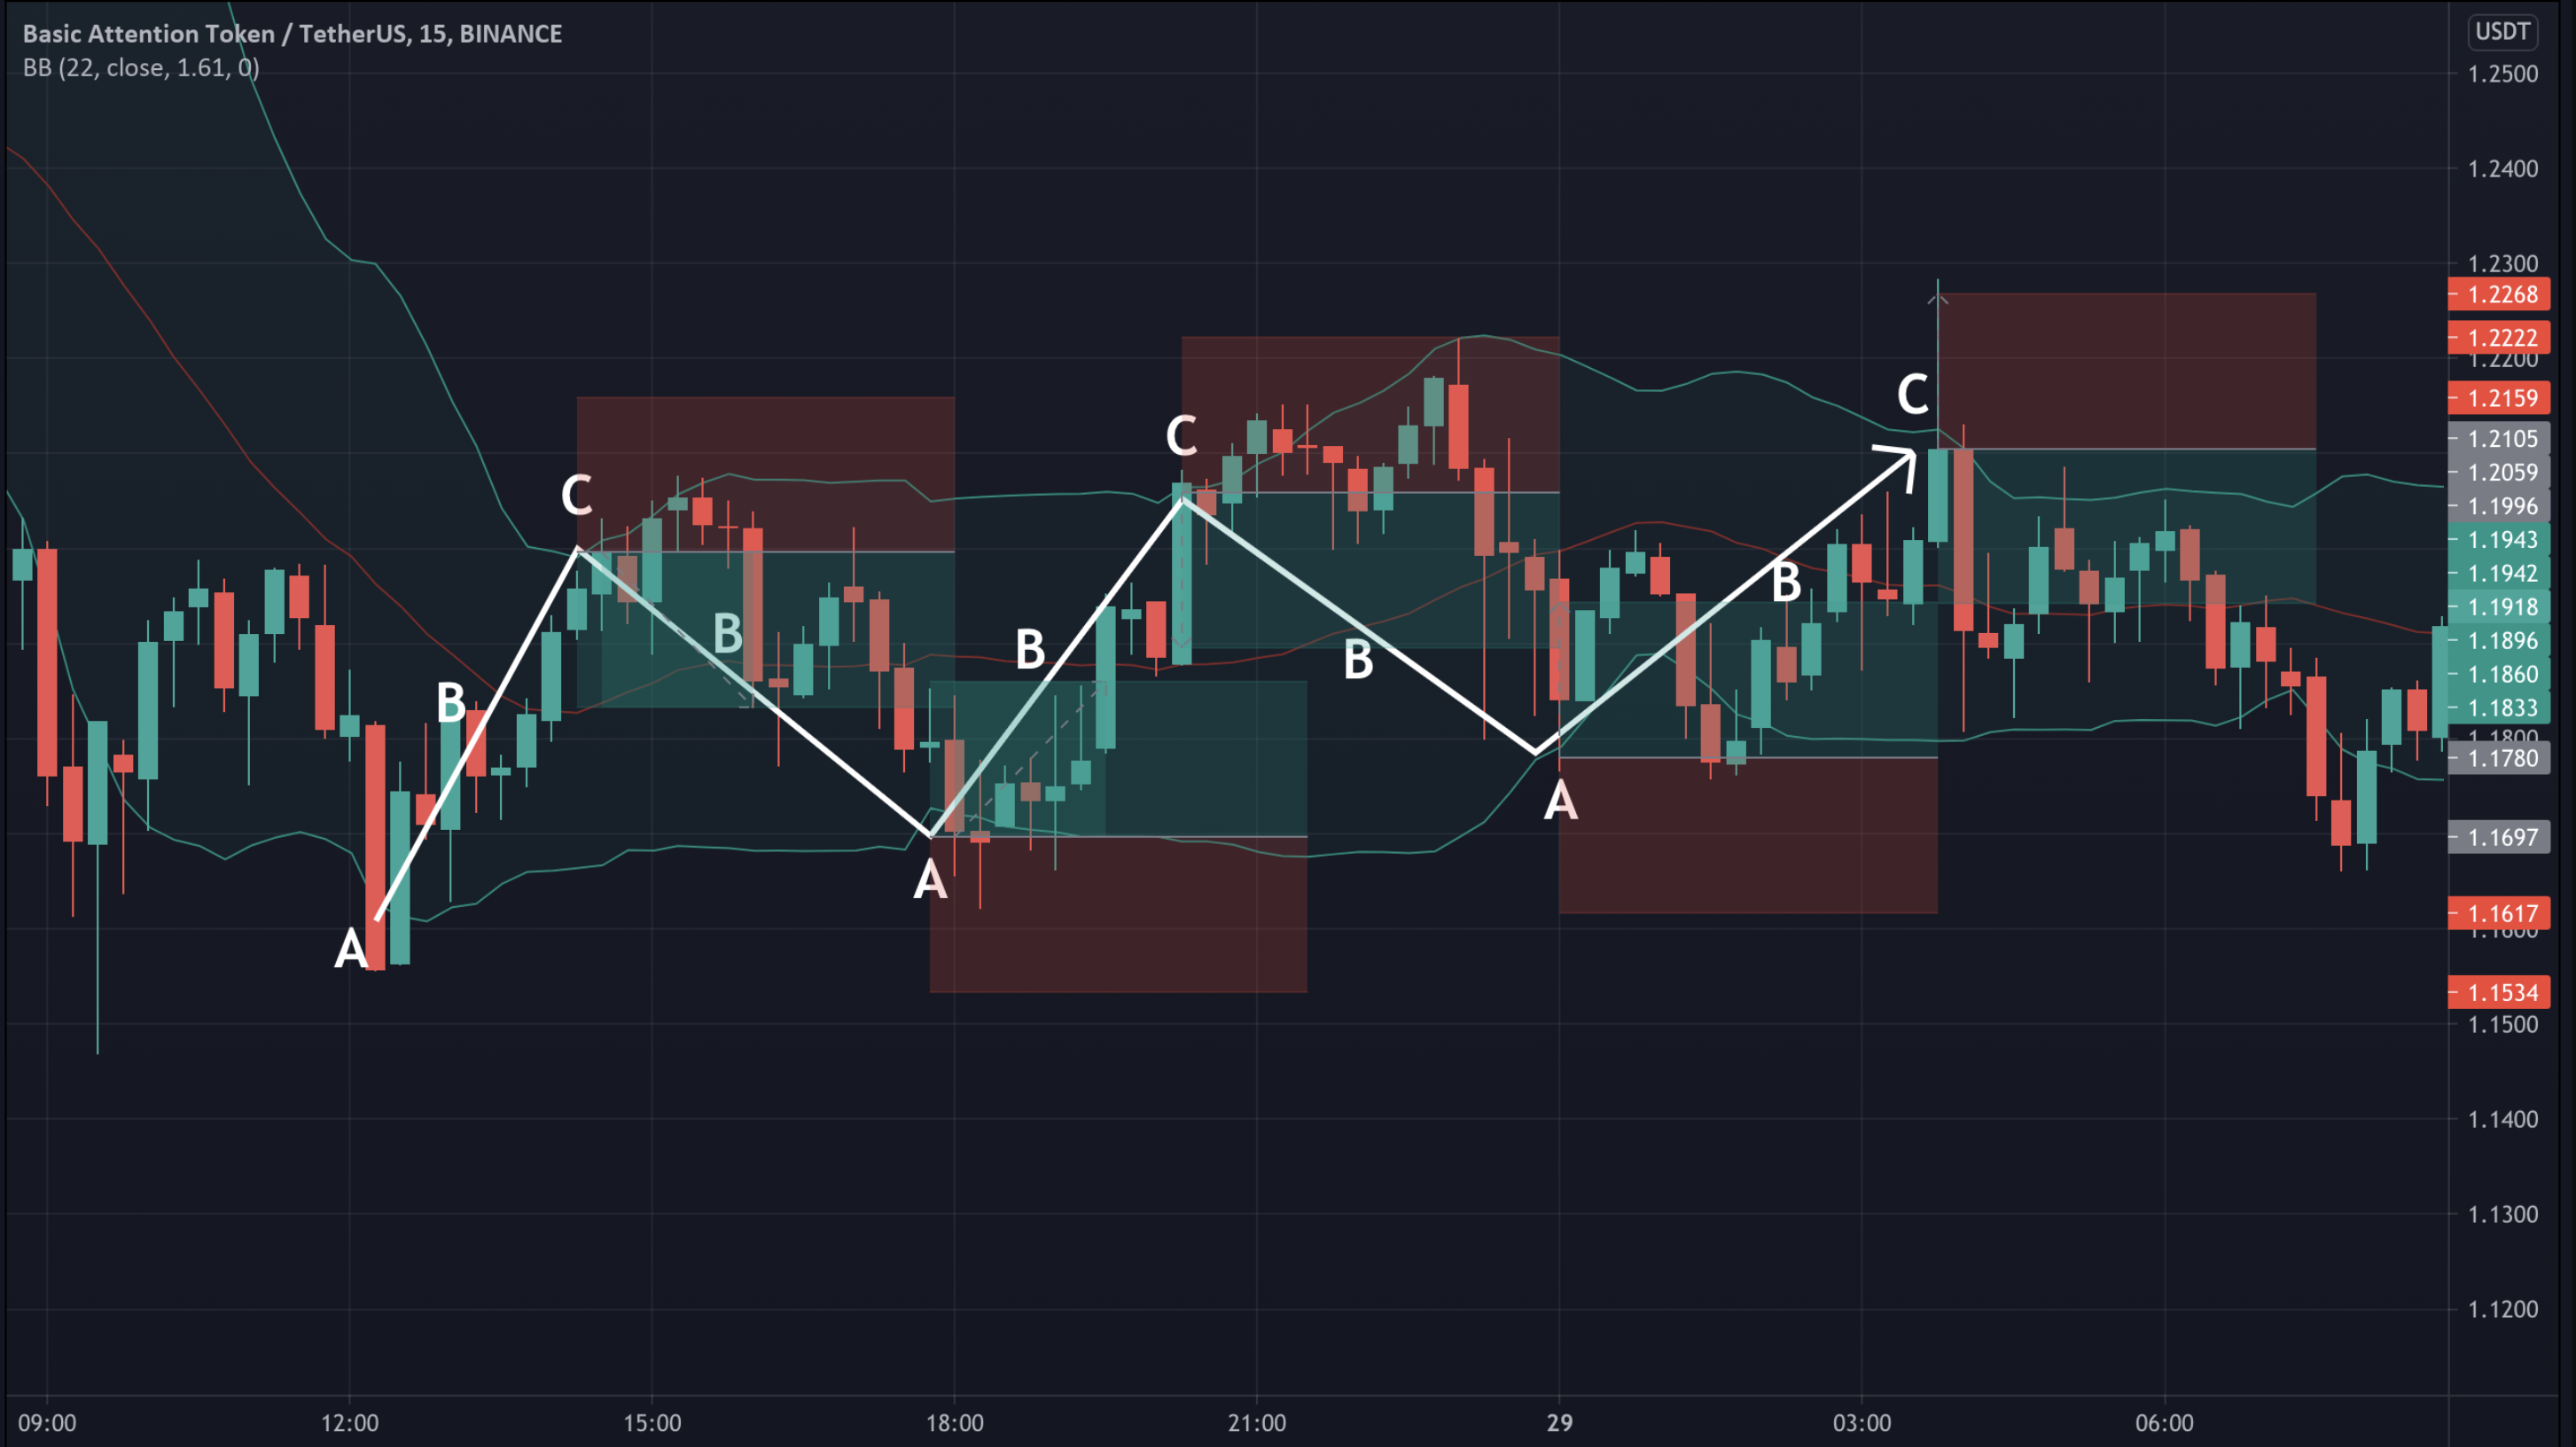 Basic Attention Token / TetherUS, 15, BINANCE
BB (22, close, 1.61, 0)
USDT
1.2500
1.2400
1.2300
1.2268
1.2222
1.2200
1.2159
1.2105
1.2059
1.1996
1.1943
1.1942
1.1918
1.1896
1.1860
1.1833
1.1800
1.1780
1.1697
1.1617
1.1600
1.1534
1.1500
1.1400
1.1300
1.1200
C
C
C
B
B
B
B
B
A
A
A
09:00 12:00 15:00 18:00 21:00 29 03:00 06:00